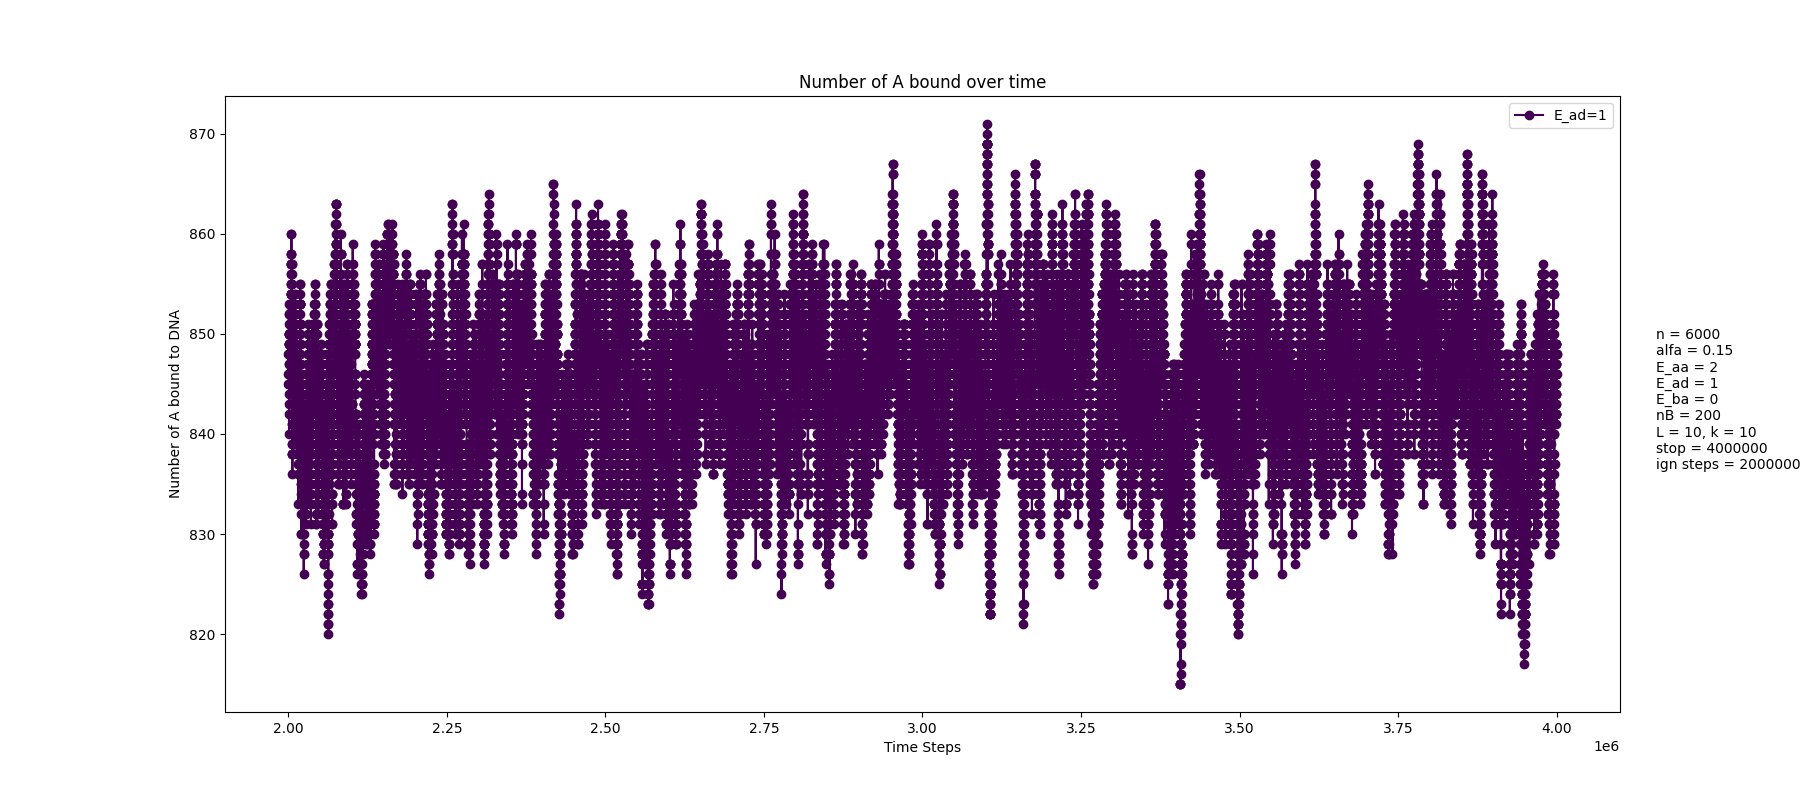 Number of A bound over time
E_ad=1
870
860
850
840
830
820
Number of A bound to DNA
2.00
2.25
2.50
2.75
3.00
3.25
3.50
3.75
4.00
1e6
Time Steps
n = 6000
alfa = 0.15
E_aa = 2
E_ad = 1
E_ba = 0
nB = 200
L = 10, k = 10
stop = 4000000
ign steps = 2000000